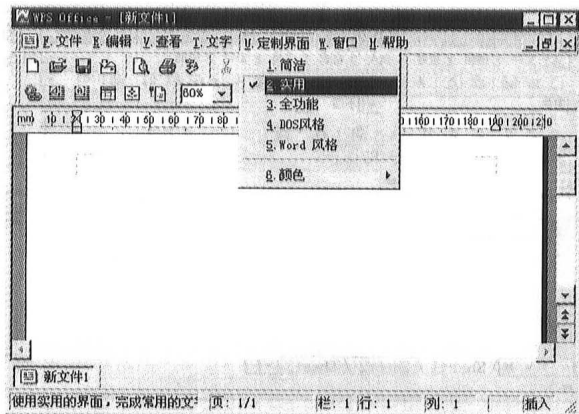 WPS Office - [新文件1]
F.文件 E.编辑 V.查看 T.文字 U.定制界面 W.窗口 H.帮助
1.简洁
60% 2.实用
3.全功能
4.DOS风格
5.Word 风格
6.颜色
新文件1
使用实用的界面，完成常用的文 页: 1/1 栏: 1 行: 1 列: 1 插入